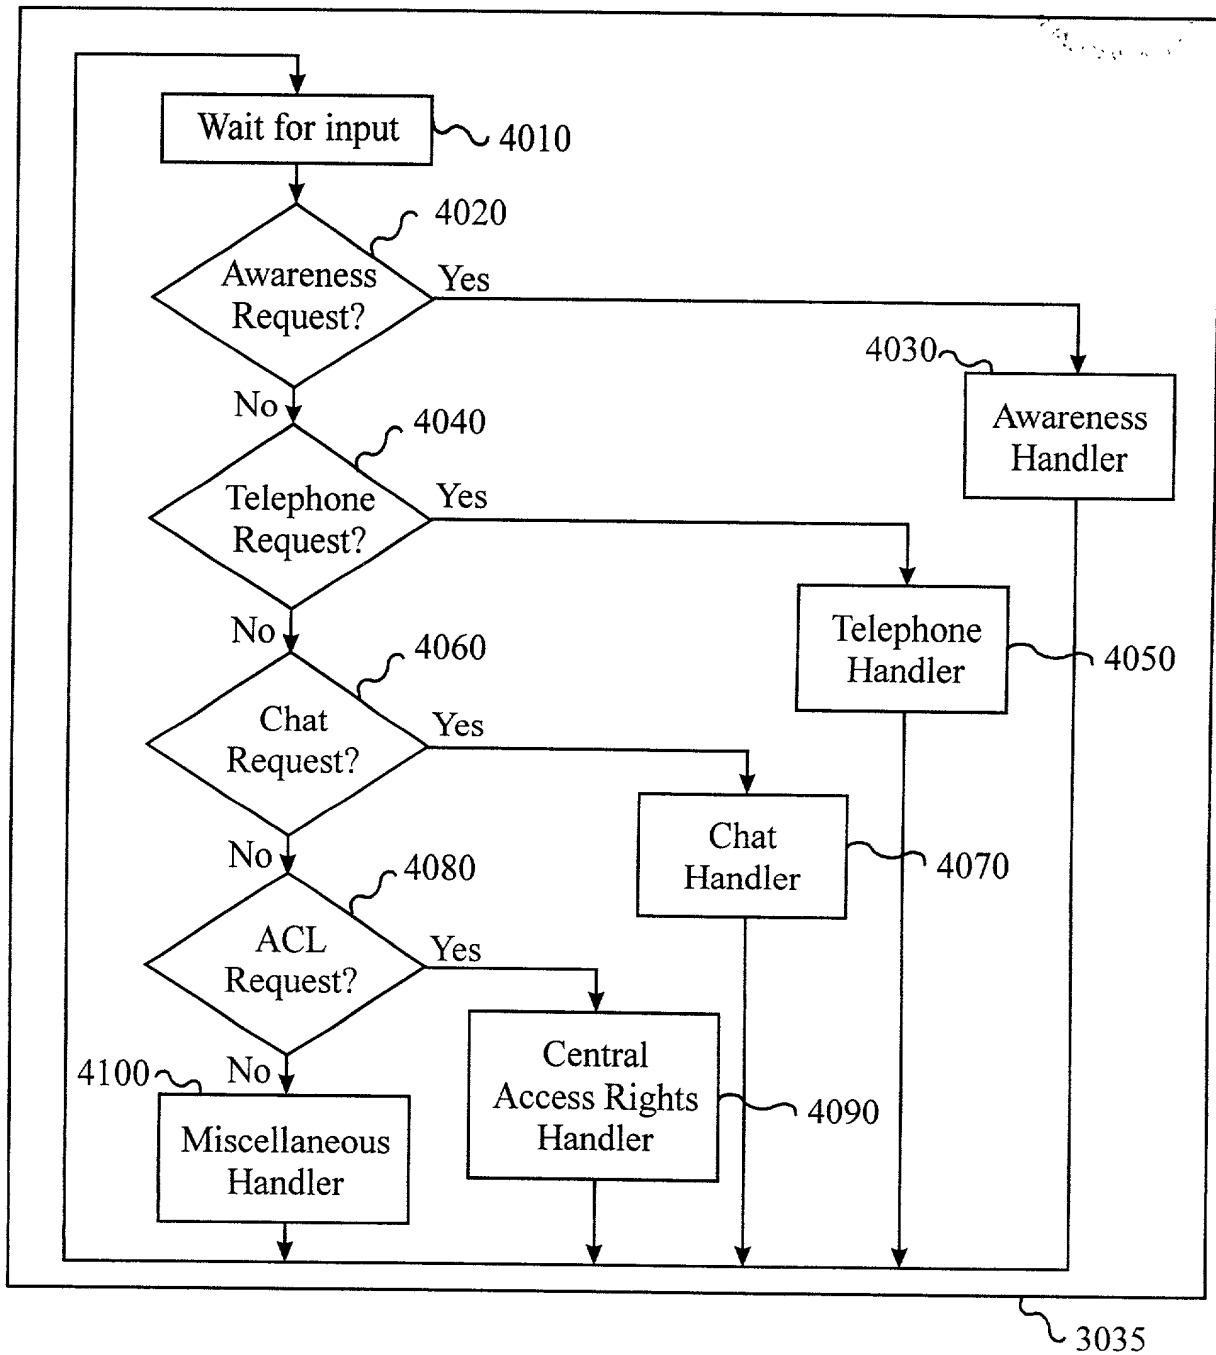 Wait for input
4010
4020
Awareness
Request?
Yes
4030
Awareness
Handler
No
4040
Telephone
Request?
Yes
Telephone
Handler
4050
No
4060
Chat
Request?
Yes
Chat
Handler
4070
No
4080
ACL
Request?
Yes
Central
Access Rights
Handler
4090
No
4100
Miscellaneous
Handler
3035